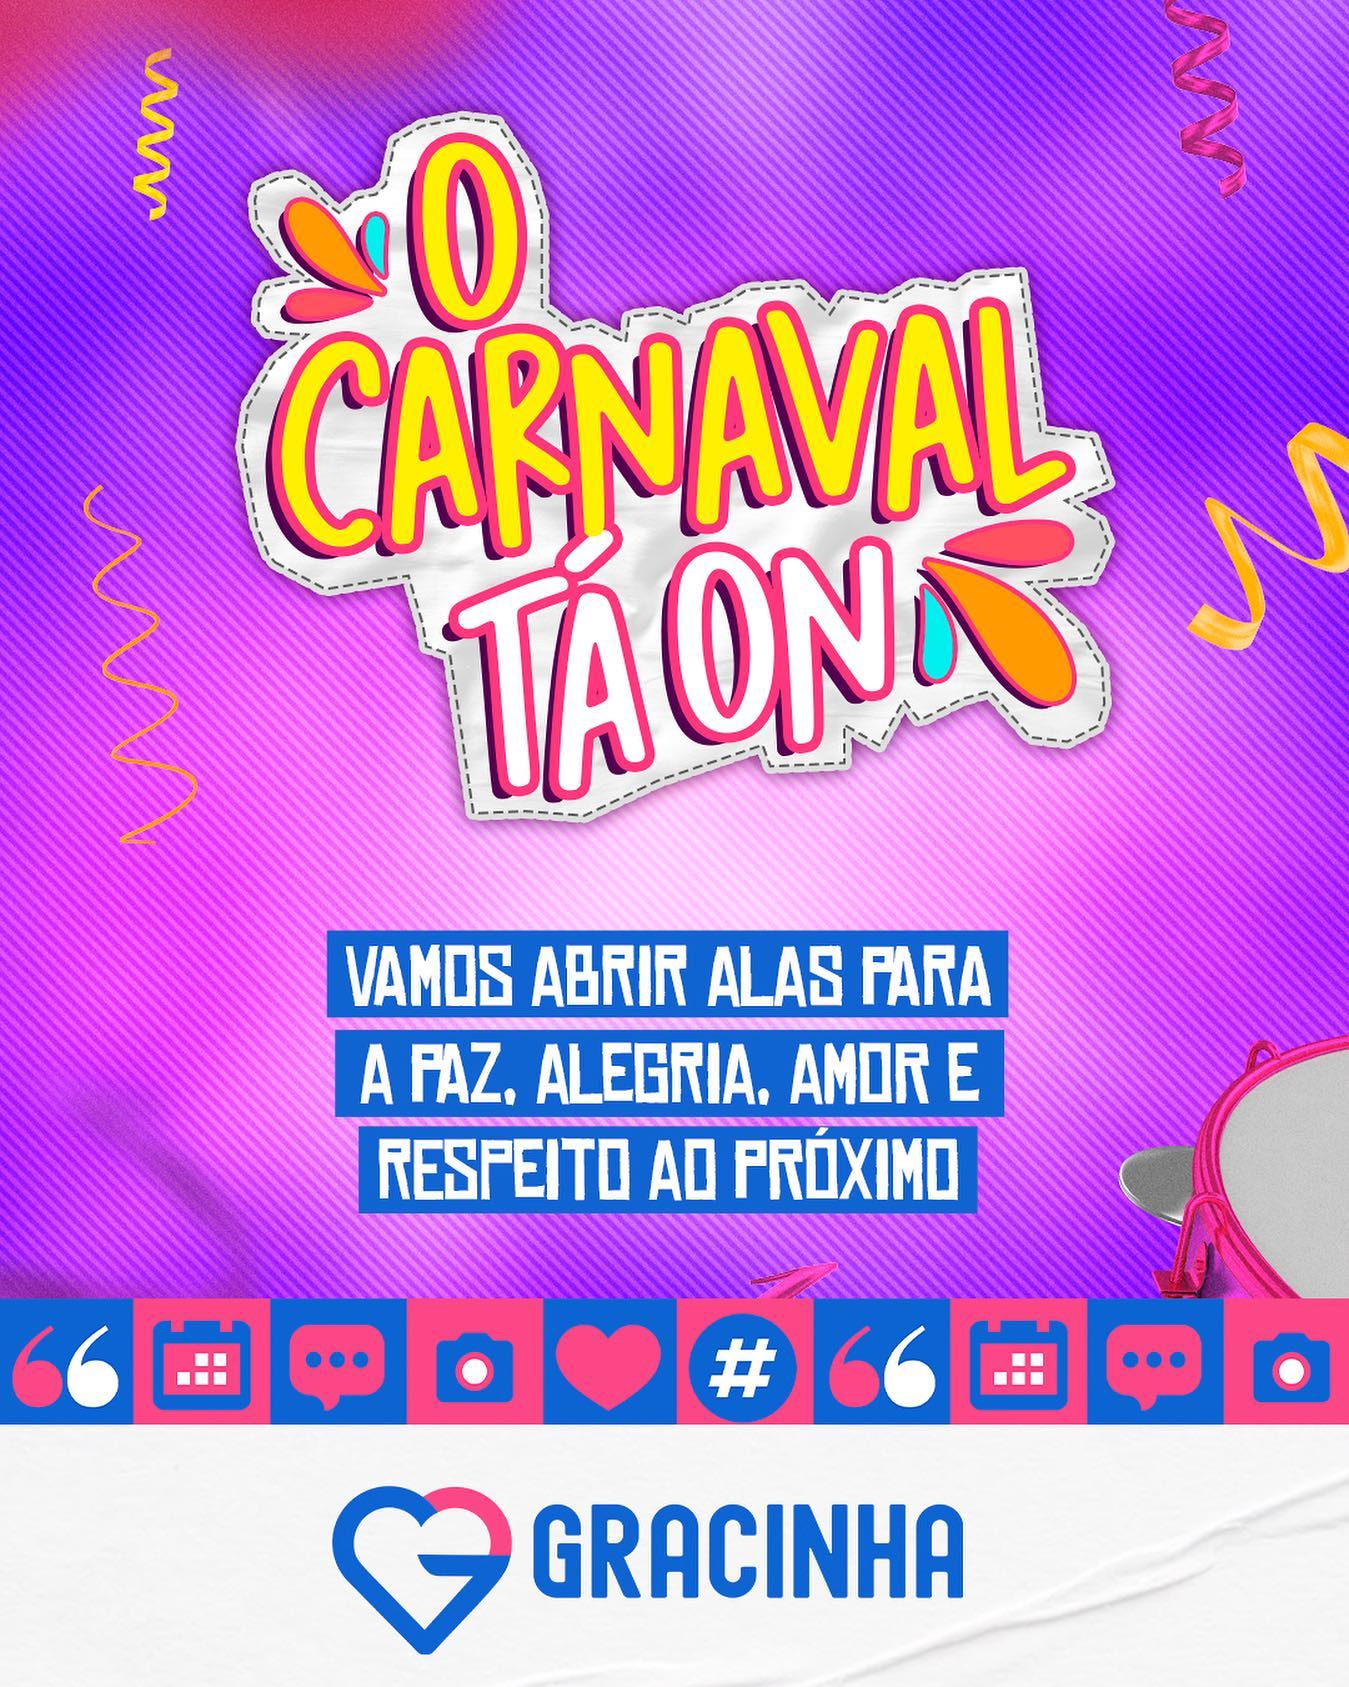 O
CARNAVAL
TÁ ON
VAMOS ABRIR ALAS PARA
A PAZ, ALEGRIA, AMOR E
RESPEITO AO PRÓXIMO
#
GRACINHA